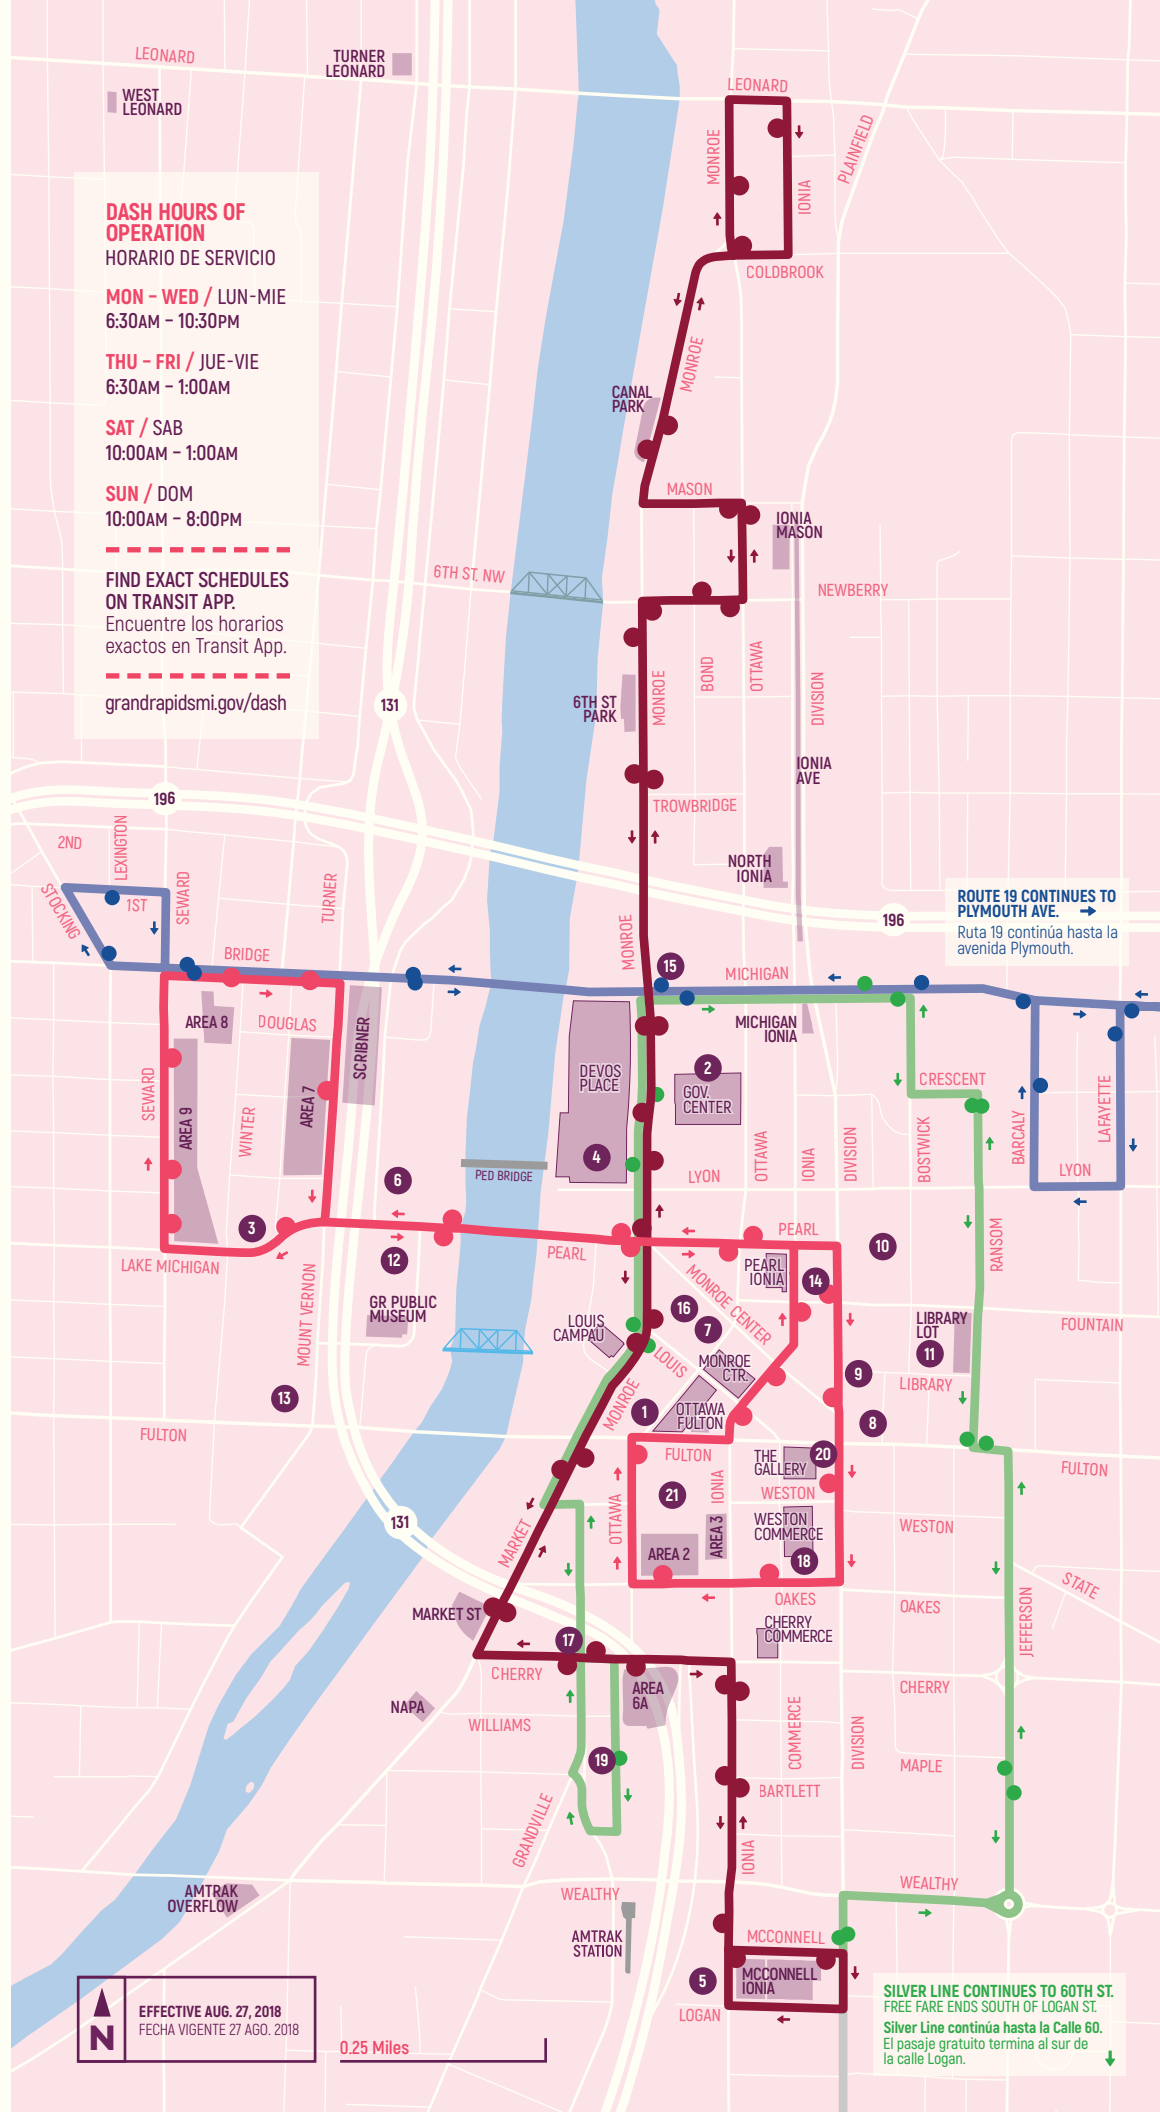 LEONARD
TURNER
LEONARD
WEST
LEONARD
LEONARD
MONROE
IONIA
PLAINFIELD
COLDBROOK
DASH HOURS OF
OPERATION
HORARIO DE SERVICIO
MON – WED / LUN-MIE
6:30AM – 10:30PM
THU – FRI / JUE-VIE
6:30AM – 1:00AM
SAT / SAB
10:00AM – 1:00AM
SUN / DOM
10:00AM – 8:00PM
FIND EXACT SCHEDULES
ON TRANSIT APP.
Encuentre los horarios
exactos en Transit App.
grandrapidsmi.gov/dash
MONROE
CANAL
PARK
MASON
IONIA
MASON
6TH ST. NW
NEWBERRY
BOND
OTTAWA
MONROE
DIVISION
6TH ST
PARK
131
IONIA
AVE
TROWBRIDGE
196
2ND
LEXINGTON
NORTH
IONIA
STOCKING
1ST
SEWARD
TURNER
MONROE
196
ROUTE 19 CONTINUES TO
PLYMOUTH AVE.
Ruta 19 continúa hasta la
avenida Plymouth.
BRIDGE
15
MICHIGAN
AREA 8
DOUGLAS
SCRIBNER
MICHIGAN
IONIA
DEVOS
PLACE
2
GOV.
CENTER
CRESCENT
SEWARD
AREA 9
WINTER
AREA 7
BOSTWICK
BARCALY
LAFAYETTE
OTTAWA
IONIA
DIVISION
4
PED BRIDGE
LYON
LYON
6
3
PEARL
PEARL
10
RANSOM
12
LAKE MICHIGAN
PEARL
IONIA
14
MOUNT VERNON
GR PUBLIC
MUSEUM
MONROE CENTER
16
7
LOUIS
CAMPAU
LOUIS
LIBRARY
LOT
11
FOUNTAIN
MONROE
CTR.
9
LIBRARY
13
MONROE
1
OTTAWA
FULTON
8
FULTON
FULTON
THE
GALLERY
20
FULTON
21
IONIA
WESTON
OTTAWA
AREA 3
WESTON
COMMERCE
WESTON
131
MARKET
AREA 2
18
STATE
OAKES
OAKES
JEFFERSON
MARKET ST
CHERRY
COMMERCE
17
CHERRY
AREA
6A
CHERRY
NAPA
WILLIAMS
COMMERCE
DIVISION
19
MAPLE
BARTLETT
GRANDVILLE
IONIA
WEALTHY
WEALTHY
AMTRAK
OVERFLOW
AMTRAK
STATION
MCCONNELL
5
MCCONNELL
IONIA
LOGAN
N
EFFECTIVE AUG. 27, 2018
FECHA VIGENTE 27 AGO. 2018
0.25 Miles
SILVER LINE CONTINUES TO 60TH ST.
FREE FARE ENDS SOUTH OF LOGAN ST.
Silver Line continúa hasta la Calle 60.
El pasaje gratuito termina al sur de
la calle Logan.